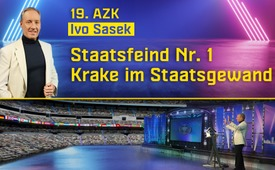 19. AZK
Ivo Sasek
Staatsfeind Nr. 1
Krake im Staatsgewand